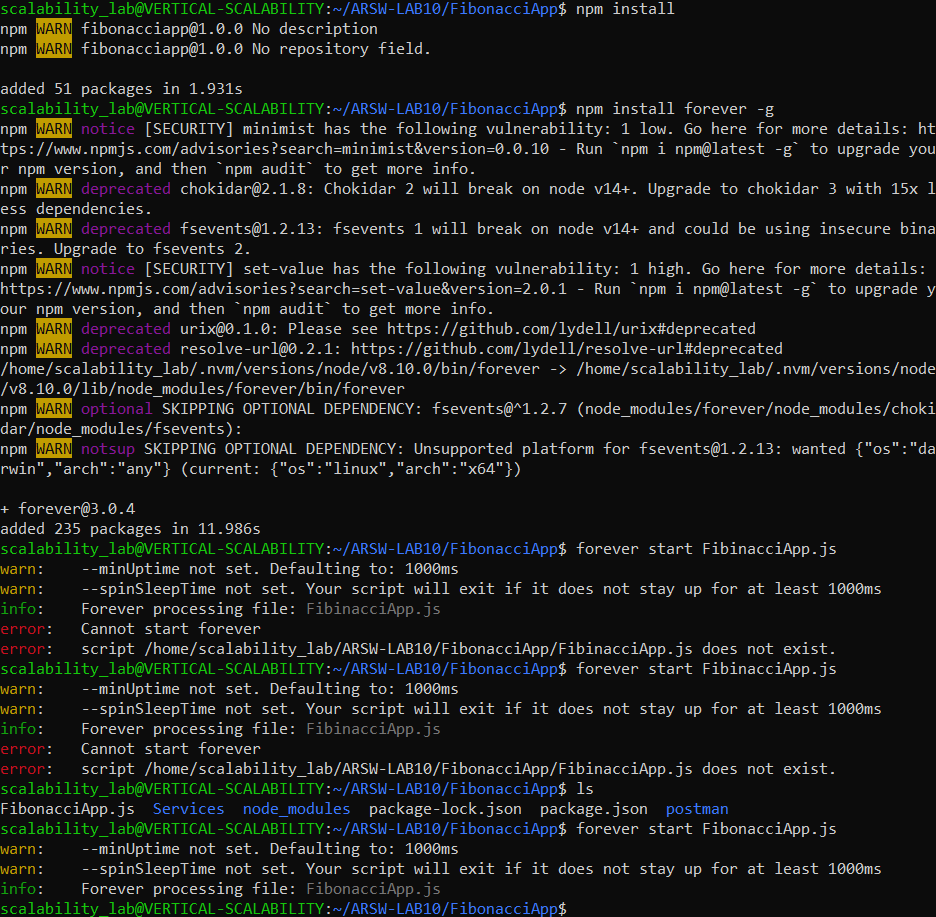 scalability_lab@VERTICAL-SCALABILITY:~/ARSW-LAB10/FibonacciApp$ npm install
npm WARN fibonacciapp@1.0.0 No description
npm WARN fibonacciapp@1.0.0 No repository field.
added 51 packages in 1.931s
scalability_lab@VERTICAL-SCALABILITY:~/ARSW-LAB10/FibonacciApp$ npm install forever -g
npm WARN notice [SECURITY] minimist has the following vulnerability: 1 low. Go here for more details: ht
tps://www.npmjs.com/advisories?search=minimist&version=0.0.10 - Run `npm i npm@latest -g` to upgrade you
r npm version, and then `npm audit` to get more info.
npm WARN deprecated chokidar@2.1.8: Chokidar 2 will break on node v14+. Upgrade to chokidar 3 with 15x l
ess dependencies.
npm WARN deprecated fsevents@1.2.13: fsevents 1 will break on node v14+ and could be using insecure bina
ries. Upgrade to fsevents 2.
npm WARN notice [SECURITY] set-value has the following vulnerability: 1 high. Go here for more details:
https://www.npmjs.com/advisories?search=set-value&version=2.0.1 - Run `npm i npm@latest -g` to upgrade y
our npm version, and then `npm audit` to get more info.
npm WARN deprecated urix@0.1.0: Please see https://github.com/lydell/urix#deprecated
npm WARN deprecated resolve-url@0.2.1: https://github.com/lydell/resolve-url#deprecated
/home/scalability_lab/.nvm/versions/node/v8.10.0/bin/forever -> /home/scalability_lab/.nvm/versions/node
/v8.10.0/lib/node_modules/forever/bin/forever
npm WARN optional SKIPPING OPTIONAL DEPENDENCY: fsevents@^1.2.7 (node_modules/forever/node_modules/choki
dar/node_modules/fsevents):
npm WARN notsup SKIPPING OPTIONAL DEPENDENCY: Unsupported platform for fsevents@1.2.13: wanted {"os":"da
rwin","arch":"any"} (current: {"os":"linux","arch":"x64"})
+ forever@3.0.4
added 235 packages in 11.986s
scalability_lab@VERTICAL-SCALABILITY:~/ARSW-LAB10/FibonacciApp$ forever start FibinacciApp.js
warn: --minUptime not set. Defaulting to: 1000ms
warn: --spinSleepTime not set. Your script will exit if it does not stay up for at least 1000ms
info: Forever processing file: FibinacciApp.js
error: Cannot start forever
error: script /home/scalability_lab/ARSW-LAB10/FibonacciApp/FibinacciApp.js does not exist.
scalability_lab@VERTICAL-SCALABILITY:~/ARSW-LAB10/FibonacciApp$ forever start FibinacciApp.js
warn: --minUptime not set. Defaulting to: 1000ms
warn: --spinSleepTime not set. Your script will exit if it does not stay up for at least 1000ms
info: Forever processing file: FibinacciApp.js
error: Cannot start forever
error: script /home/scalability_lab/ARSW-LAB10/FibonacciApp/FibinacciApp.js does not exist.
scalability_lab@VERTICAL-SCALABILITY:~/ARSW-LAB10/FibonacciApp$ ls
FibonacciApp.js Services node_modules package-lock.json package.json postman
scalability_lab@VERTICAL-SCALABILITY:~/ARSW-LAB10/FibonacciApp$ forever start FibonacciApp.js
warn: --minUptime not set. Defaulting to: 1000ms
warn: --spinSleepTime not set. Your script will exit if it does not stay up for at least 1000ms
info: Forever processing file: FibonacciApp.js
scalability_lab@VERTICAL-SCALABILITY:~/ARSW-LAB10/FibonacciApp$